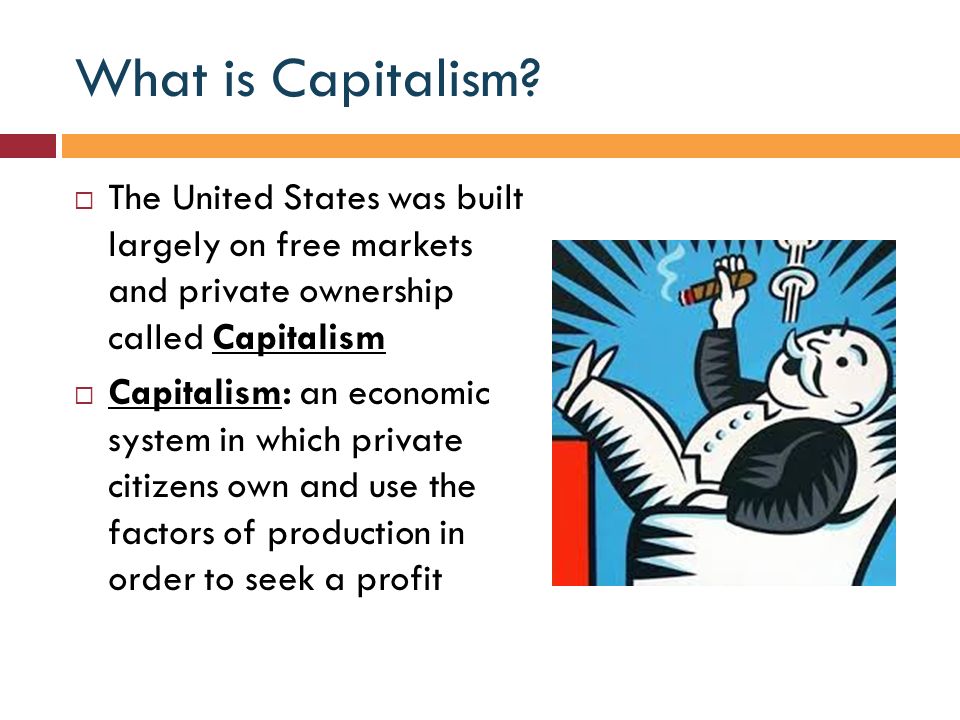 What is Capitalism?
The United States was built
largely on free markets
and private ownership
called Capitalism
Capitalism: an economic
system in which private
citizens own and use the
factors of production in
order to seek a profit